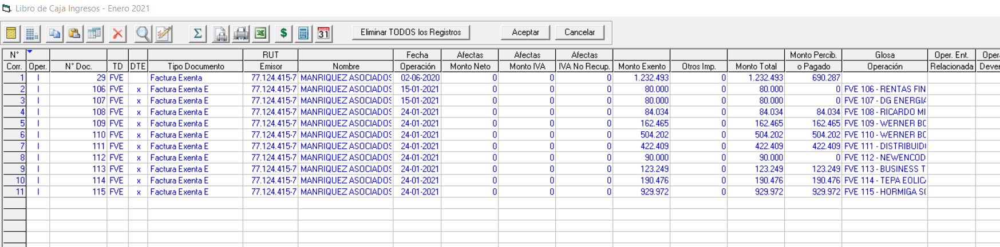 Libro de Caja Ingresos - Enero 2021
31 Eliminar TODOS los Registros Aceptar Cancelar
N° RUT Fecha Afectas Afectas Afectas Monto Percib. Glosa Oper. Ent. Oper
Corr. Oper. N° Doc. TD DTE Tipo Documento Emisor Nombre Operación Monto Neto Monto IVA IVA No Recup. Monto Exento Otros Imp. Monto Total o Pagado Operación Relacionada Dever
1 I 29 FVE Factura Exenta 77.124.415-7 MANRIQUEZ ASOCIADOS 02-06-2020 0 0 0 1.232.493 0 1.232.493 690.287
2 I 106 FVE x Factura Exenta E 77.124.415-7 MANRIQUEZ ASOCIADOS 15-01-2021 0 0 0 80.000 0 80.000 0 FVE 106 - RENTAS FIN
3 I 107 FVE x Factura Exenta E 77.124.415-7 MANRIQUEZ ASOCIADOS 15-01-2021 0 0 0 80.000 0 80.000 0 FVE 107 - DG ENERGIA
4 I 108 FVE x Factura Exenta E 77.124.415-7 MANRIQUEZ ASOCIADOS 24-01-2021 0 0 0 84.034 0 84.034 84.034 FVE 108 - RICARDO MI
5 I 109 FVE x Factura Exenta E 77.124.415-7 MANRIQUEZ ASOCIADOS 24-01-2021 0 0 0 162.465 0 162.465 162.465 FVE 109 - WERNER BO
6 I 110 FVE x Factura Exenta E 77.124.415-7 MANRIQUEZ ASOCIADOS 24-01-2021 0 0 0 504.202 0 504.202 504.202 FVE 110 - WERNER BO
7 I 111 FVE x Factura Exenta E 77.124.415-7 MANRIQUEZ ASOCIADOS 24-01-2021 0 0 0 422.409 0 422.409 422.409 FVE 111 - DISTRIBUID
8 I 112 FVE x Factura Exenta E 77.124.415-7 MANRIQUEZ ASOCIADOS 24-01-2021 0 0 0 90.000 0 90.000 0 FVE 112 - NEWENCOD
9 I 113 FVE x Factura Exenta E 77.124.415-7 MANRIQUEZ ASOCIADOS 24-01-2021 0 0 0 123.249 0 123.249 123.249 FVE 113 - BUSINESS T
10 I 114 FVE x Factura Exenta E 77.124.415-7 MANRIQUEZ ASOCIADOS 24-01-2021 0 0 0 190.476 0 190.476 190.476 FVE 114 - TEPA EOLICA
11 I 115 FVE x Factura Exenta E 77.124.415-7 MANRIQUEZ ASOCIADOS 24-01-2021 0 0 0 929.972 0 929.972 929.972 FVE 115 - HORMIGA SO